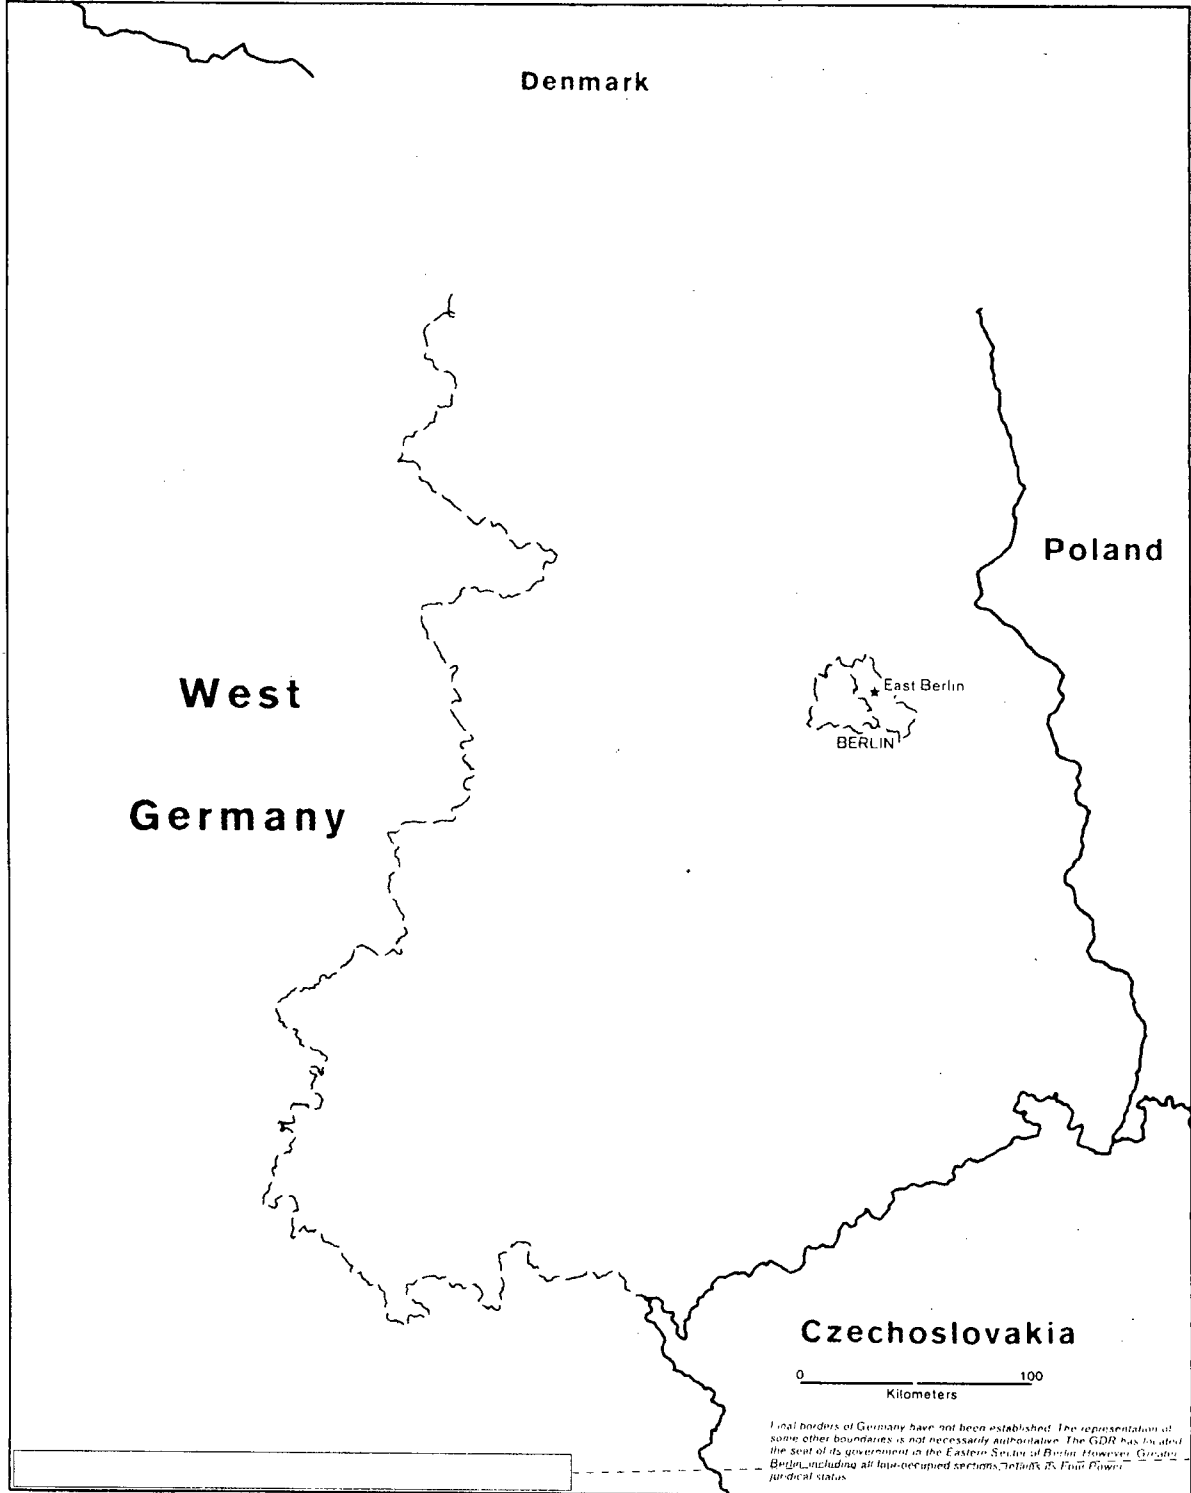 Denmark
Poland
West
East Berlin
BERLIN
Germany
Czechoslovakia
0 100
Kilometers
Final borders of Germany have not been established. The representation of
some other boundaries is not necessarily authoritative. The GDR has located
the seat of its government in the Eastern Sector of Berlin. However, Greater
Berlin, including all four-occupied sections, retains its Four Power
juridical status.